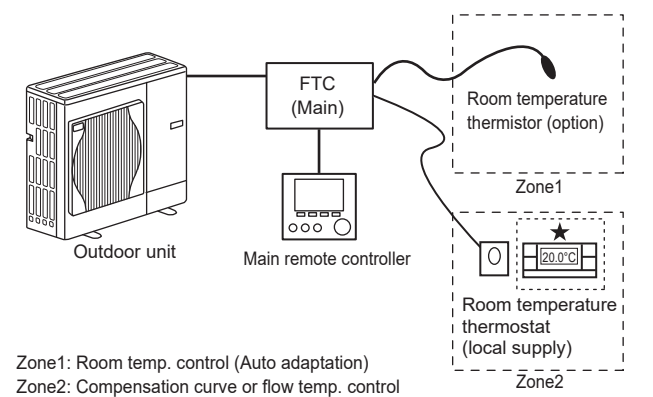 FTC
(Main)
Room temperature
thermistor (option)
Zone1
Outdoor unit
Main remote controller
20.0°C
Room temperature
thermostat
(local supply)
Zone2
Zone1: Room temp. control (Auto adaptation)
Zone2: Compensation curve or flow temp. control